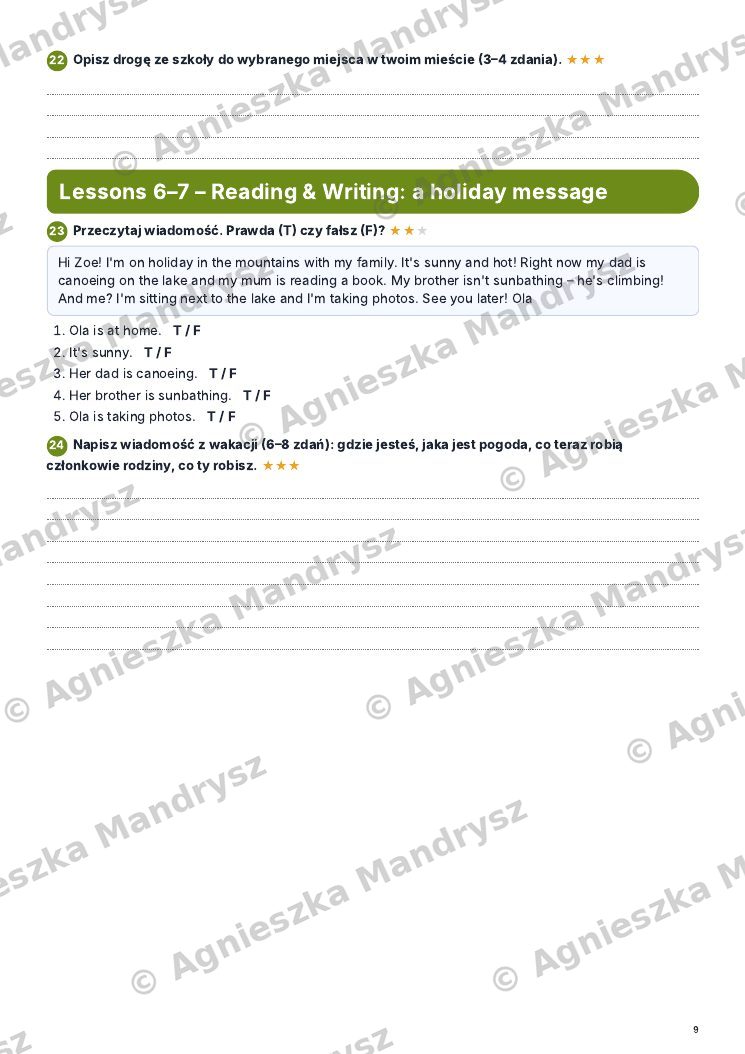 22 Opisz drogę ze szkoły do wybranego miejsca w twoim mieście (3–4 zdania). ★★★
Lessons 6–7 – Reading & Writing: a holiday message
23 Przeczytaj wiadomość. Prawda (T) czy fałsz (F)? ★★★
Hi Zoe! I'm on holiday in the mountains with my family. It's sunny and hot! Right now my dad is
canoeing on the lake and my mum is reading a book. My brother isn't sunbathing – he's climbing!
And me? I'm sitting next to the lake and I'm taking photos. See you later! Ola
1. Ola is at home. T / F
2. It's sunny. T / F
3. Her dad is canoeing. T / F
4. Her brother is sunbathing. T / F
5. Ola is taking photos. T / F
24 Napisz wiadomość z wakacji (6–8 zdań): gdzie jesteś, jaka jest pogoda, co teraz robią
członkowie rodziny, co ty robisz. ★★★
© Agnieszka Mandrysz
9